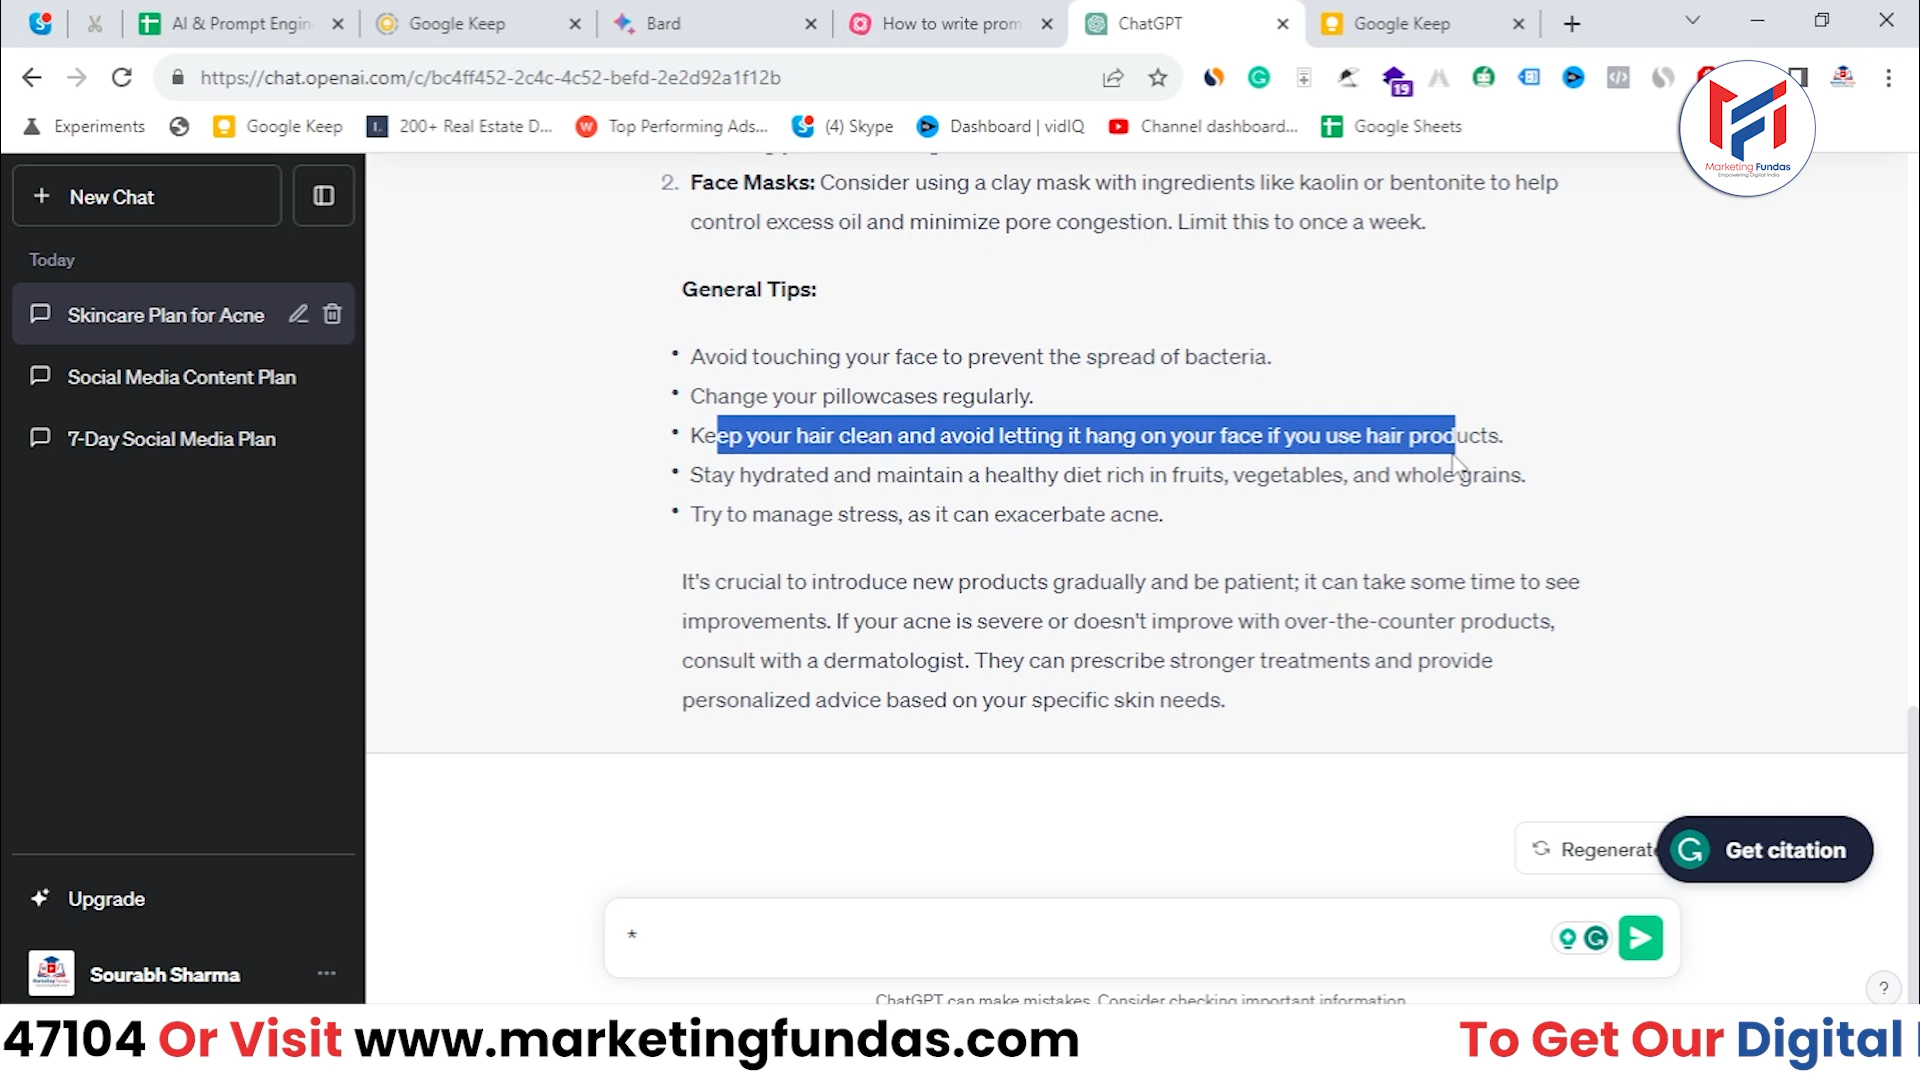 AI & Prompt Engin
Google Keep
Bard
How to write prom
ChatGPT
Google Keep
https://chat.openai.com/c/bc4ff452-2c4c-4c52-befd-2e2d92a1f12b
19
Experiments
Google Keep
200+ Real Estate D...
Top Performing Ads...
(4) Skype
Dashboard | vidIQ
Channel dashboard...
Google Sheets
Marketing Fundas
Empowering Digital India
New Chat
Today
Skincare Plan for Acne
Social Media Content Plan
7-Day Social Media Plan
2. Face Masks: Consider using a clay mask with ingredients like kaolin or bentonite to help
control excess oil and minimize pore congestion. Limit this to once a week.
General Tips:
• Avoid touching your face to prevent the spread of bacteria.
• Change your pillowcases regularly.
• Keep your hair clean and avoid letting it hang on your face if you use hair products.
• Stay hydrated and maintain a healthy diet rich in fruits, vegetables, and whole grains.
• Try to manage stress, as it can exacerbate acne.
It's crucial to introduce new products gradually and be patient; it can take some time to see
improvements. If your acne is severe or doesn't improve with over-the-counter products,
consult with a dermatologist. They can prescribe stronger treatments and provide
personalized advice based on your specific skin needs.
Regenerate
Get citation
*
Upgrade
Sourabh Sharma
ChatGPT can make mistakes. Consider checking important information.
?
47104 Or Visit www.marketingfundas.com
To Get Our Digital